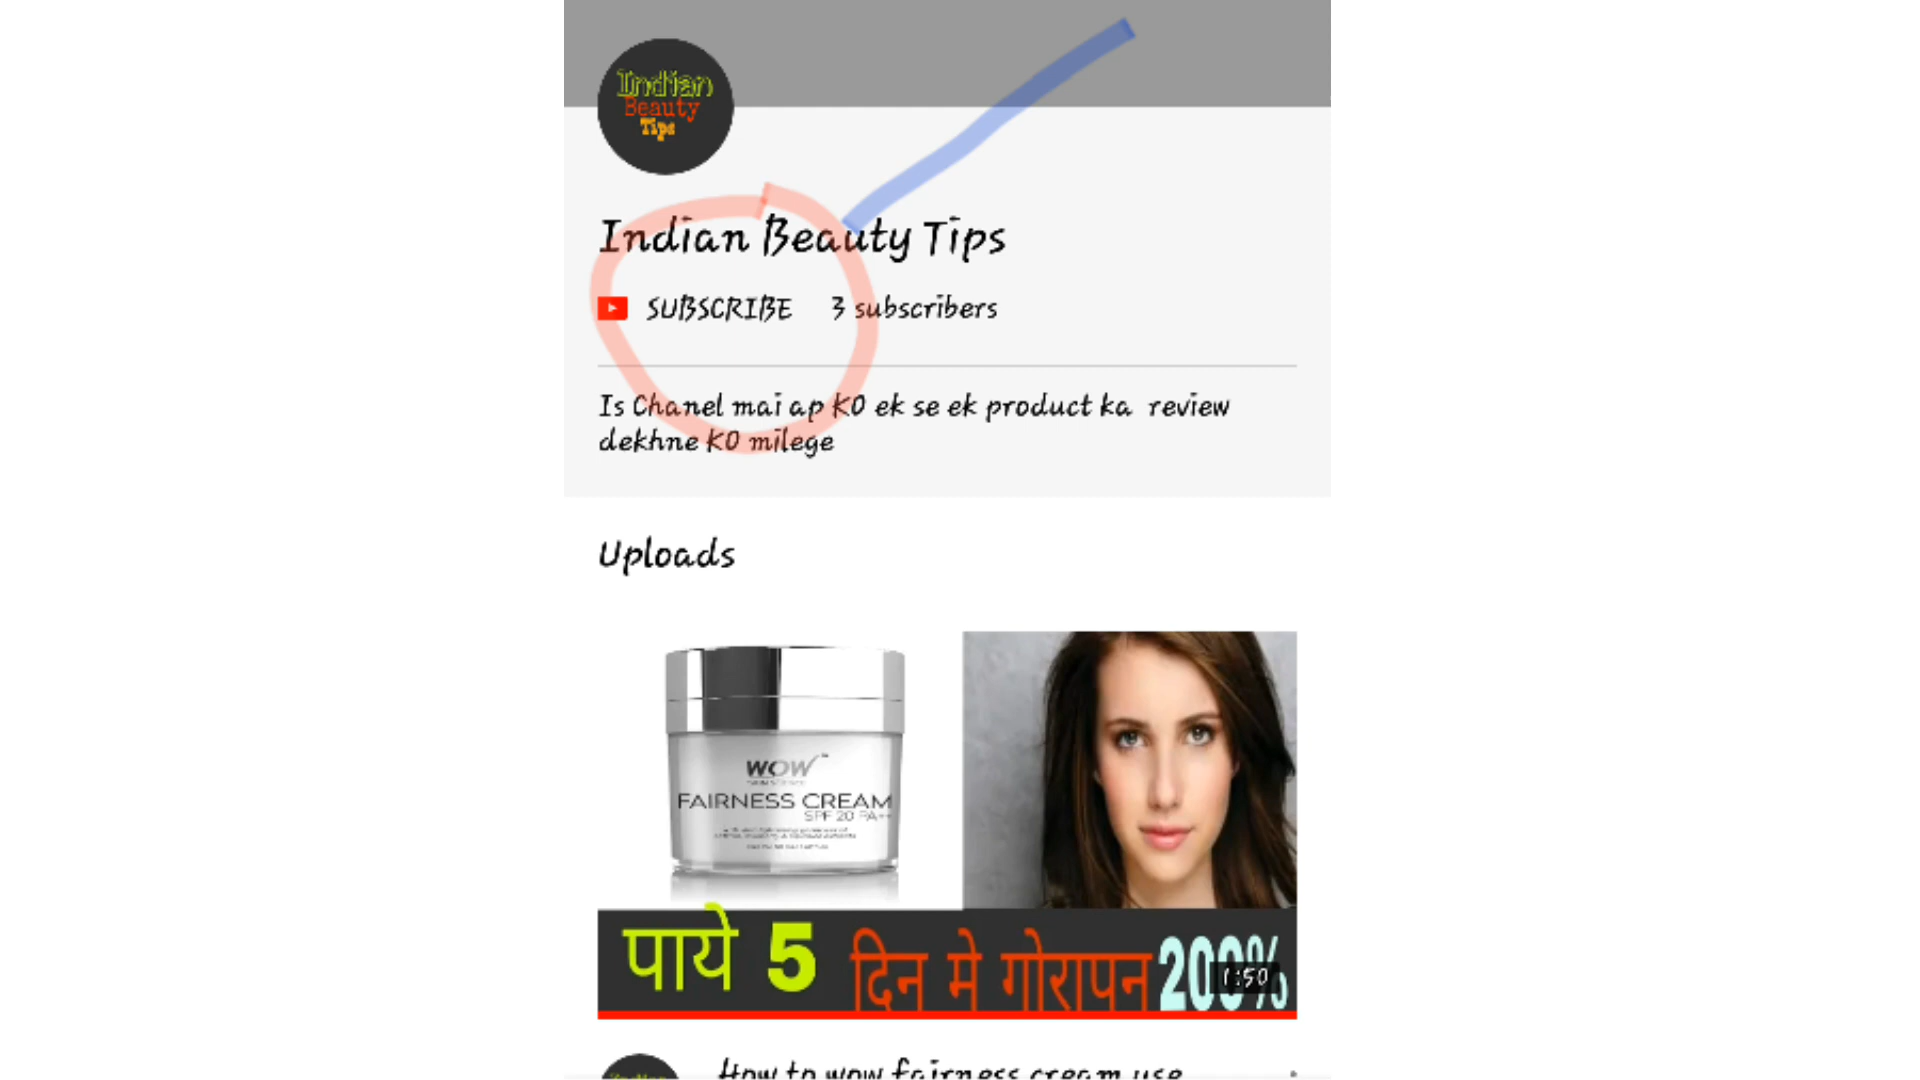 Indian
Beauty
Tips
Indian Beauty Tips
SUBSCRIBE 3 subscribers
Is Chanel mai ap KO ek se ek product ka review
dekhne KO milege
Uploads
WOW
FAIRNESS CREAM
SPF 20 PA++
पाये 5 दिन मे गोरापन 200%
1:50
How to wow fairness cream use